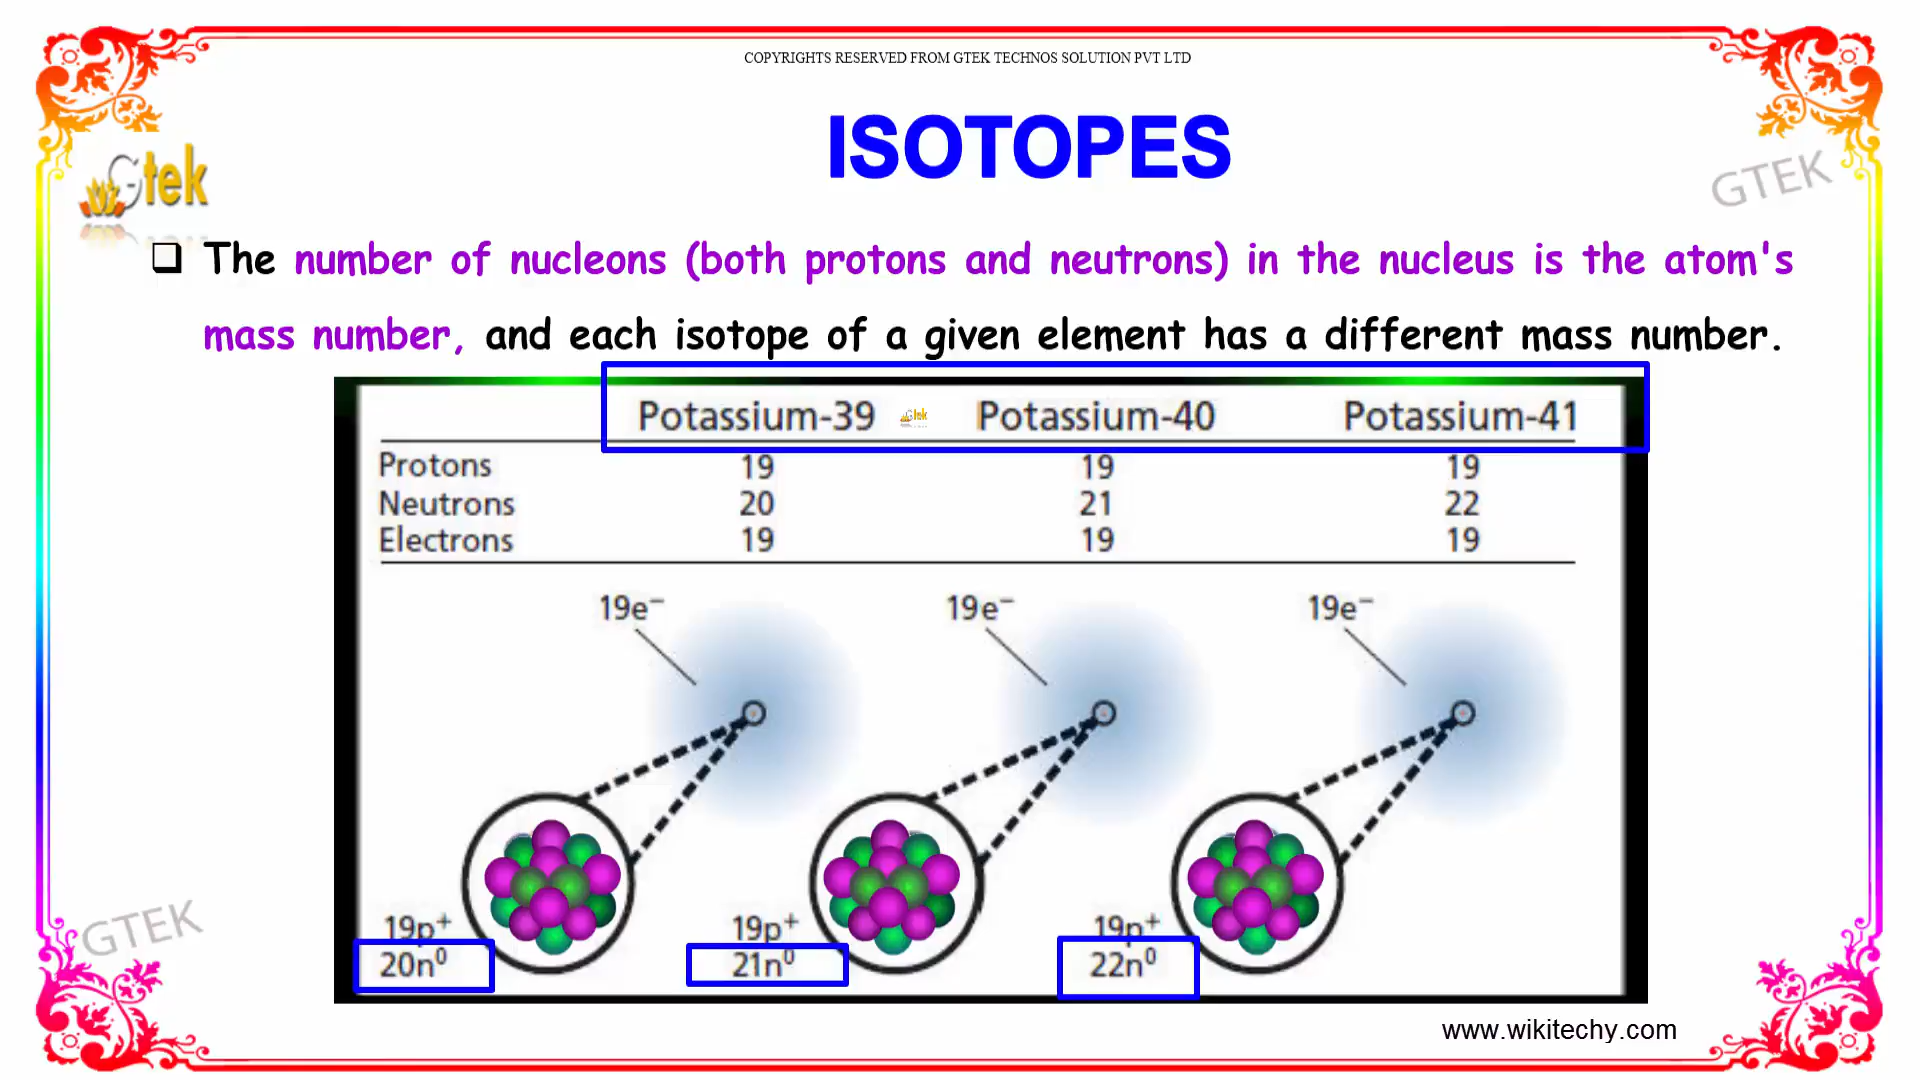 COPYRIGHTS RESERVED FROM GTEK TECHNOS SOLUTION PVT LTD
ISOTOPES
Gtek
GTEK
❑ The number of nucleons (both protons and neutrons) in the nucleus is the atom's
mass number, and each isotope of a given element has a different mass number.
Potassium-39 Gtek Potassium-40 Potassium-41
Protons 19 19 19
Neutrons 20 21 22
Electrons 19 19 19
19e⁻ 19e⁻ 19e⁻
19p⁺ 19p⁺ 19p⁺
20n⁰ 21n⁰ 22n⁰
GTEK
www.wikitechy.com